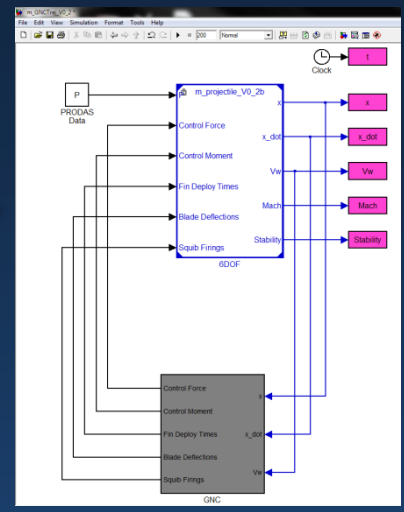 m_GNCTrn_V0_2 *
File Edit View Simulation Format Tools Help
200 Normal
Clock
t
P
PRODAS
Data
P
m_projectile_V0_2b
Control Force
Control Moment
Fin Deploy Times
Blade Deflections
Squib Firings
x
x_dot
Vw
Mach
Stability
6DOF
x
x_dot
Vw
Mach
Stability
Control Force
Control Moment
Fin Deploy Times
Blade Deflections
Squib Firings
x
x_dot
Vw
GNC